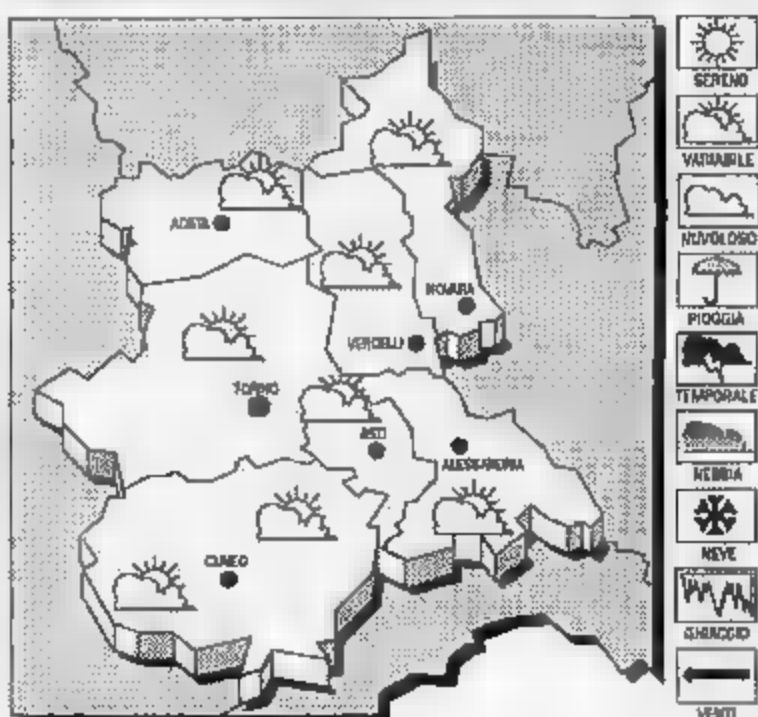 SERENO
VARIABILE
NUVOLOSO
PIOGGIA
TEMPORALE
NEBBIA
NEVE
GHIACCIO
VENTI
AOSTA
NOVARA
VERCELLI
TORINO
ASTI
ALESSANDRIA
CUNEO